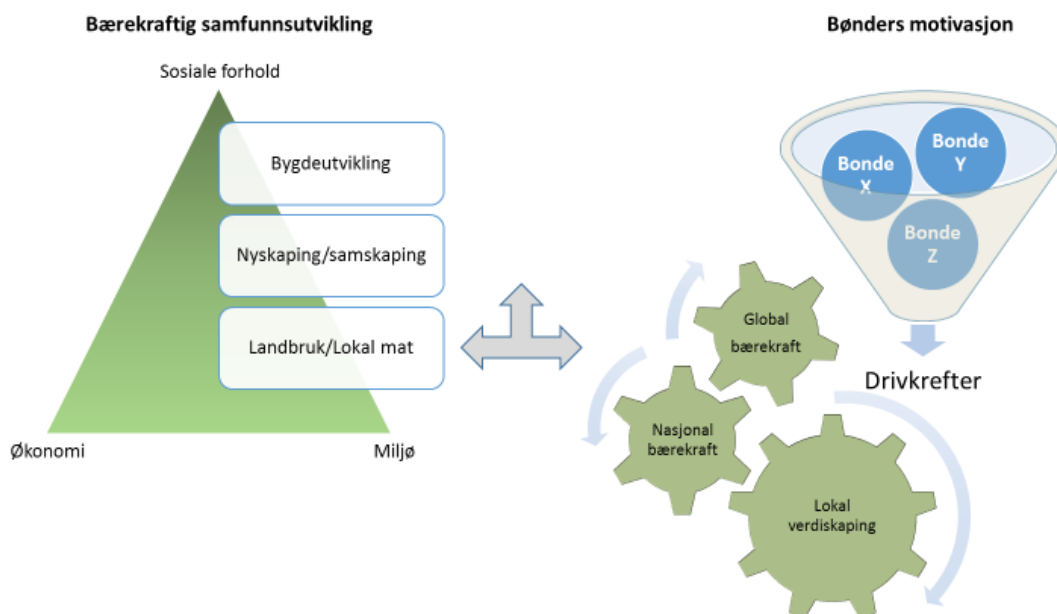 Bærekraftig samfunnsutvikling
Sosiale forhold
Bygdeutvikling
Nyskaping/samskaping
Landbruk/Lokal mat
Økonomi
Miljø
Bønders motivasjon
Bonde
X
Bonde
Y
Bonde
Z
Drivkrefter
Global
bærekraft
Nasjonal
bærekraft
Lokal
verdiskaping